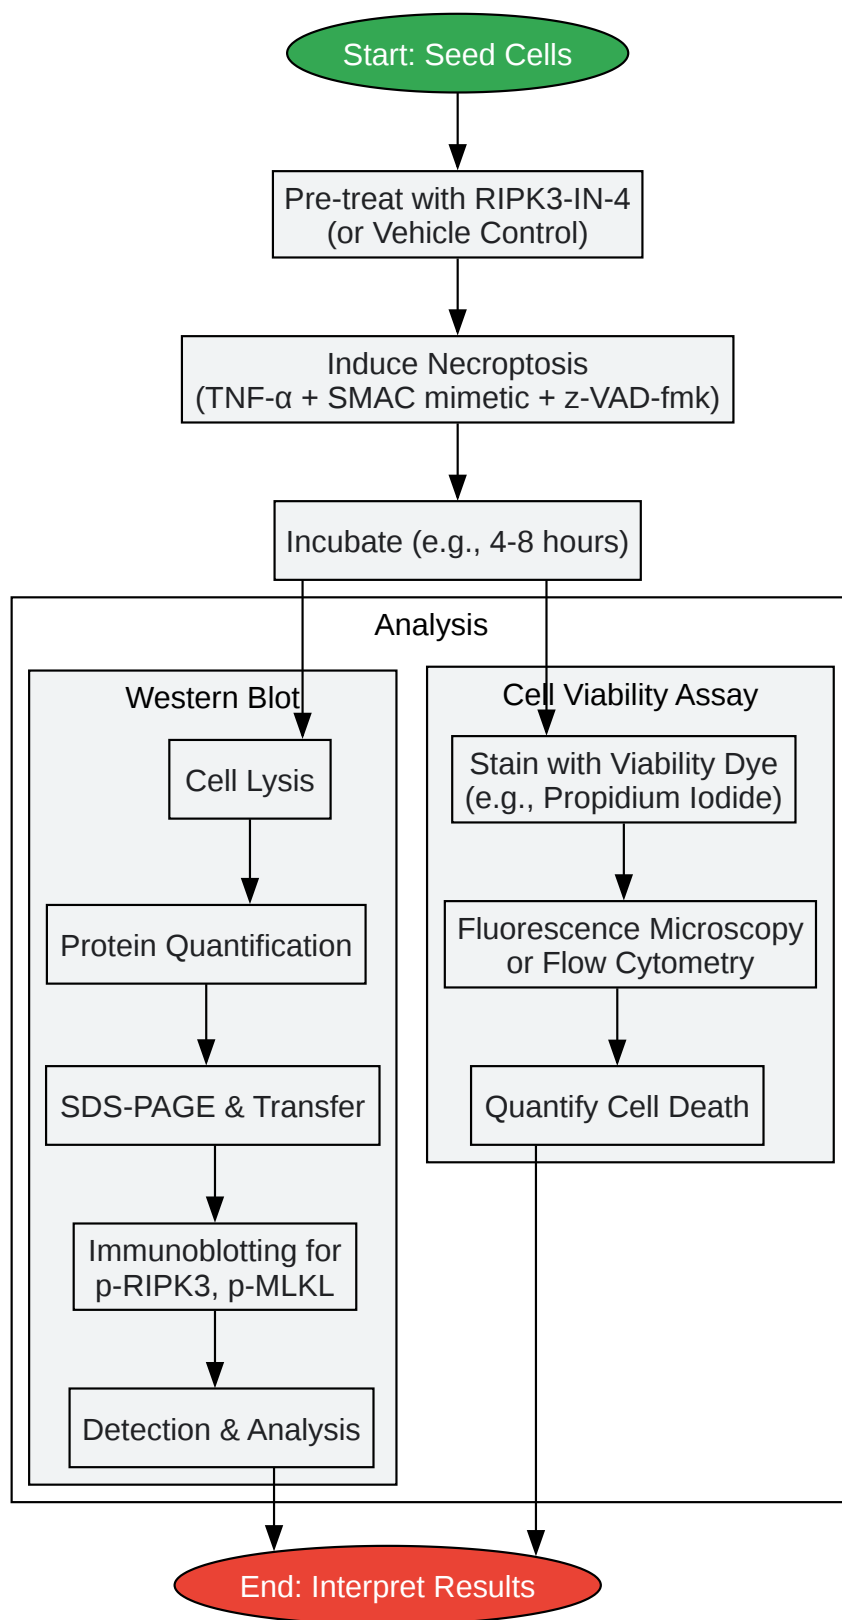 Start: Seed Cells
Pre-treat with RIPK3-IN-4
(or Vehicle Control)
Induce Necroptosis
(TNF-α + SMAC mimetic + z-VAD-fmk)
Incubate (e.g., 4-8 hours)
Analysis
Western Blot
Cell Lysis
Protein Quantification
SDS-PAGE & Transfer
Immunoblotting for
p-RIPK3, p-MLKL
Detection & Analysis
Cell Viability Assay
Stain with Viability Dye
(e.g., Propidium Iodide)
Fluorescence Microscopy
or Flow Cytometry
Quantify Cell Death
End: Interpret Results